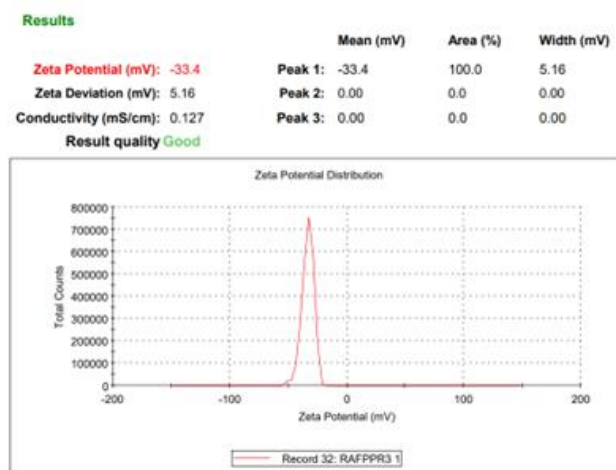 Results
Mean (mV) Area (%) Width (mV)
Zeta Potential (mV): -33.4 Peak 1: -33.4 100.0 5.16
Zeta Deviation (mV): 5.16 Peak 2: 0.00 0.0 0.00
Conductivity (mS/cm): 0.127 Peak 3: 0.00 0.0 0.00
Result quality Good
Zeta Potential Distribution
800000
700000
600000
500000
400000
300000
200000
100000
0
Total Counts
-200 -100 0 100 200
Zeta Potential (mV)
Record 32: RAFPPR3 1